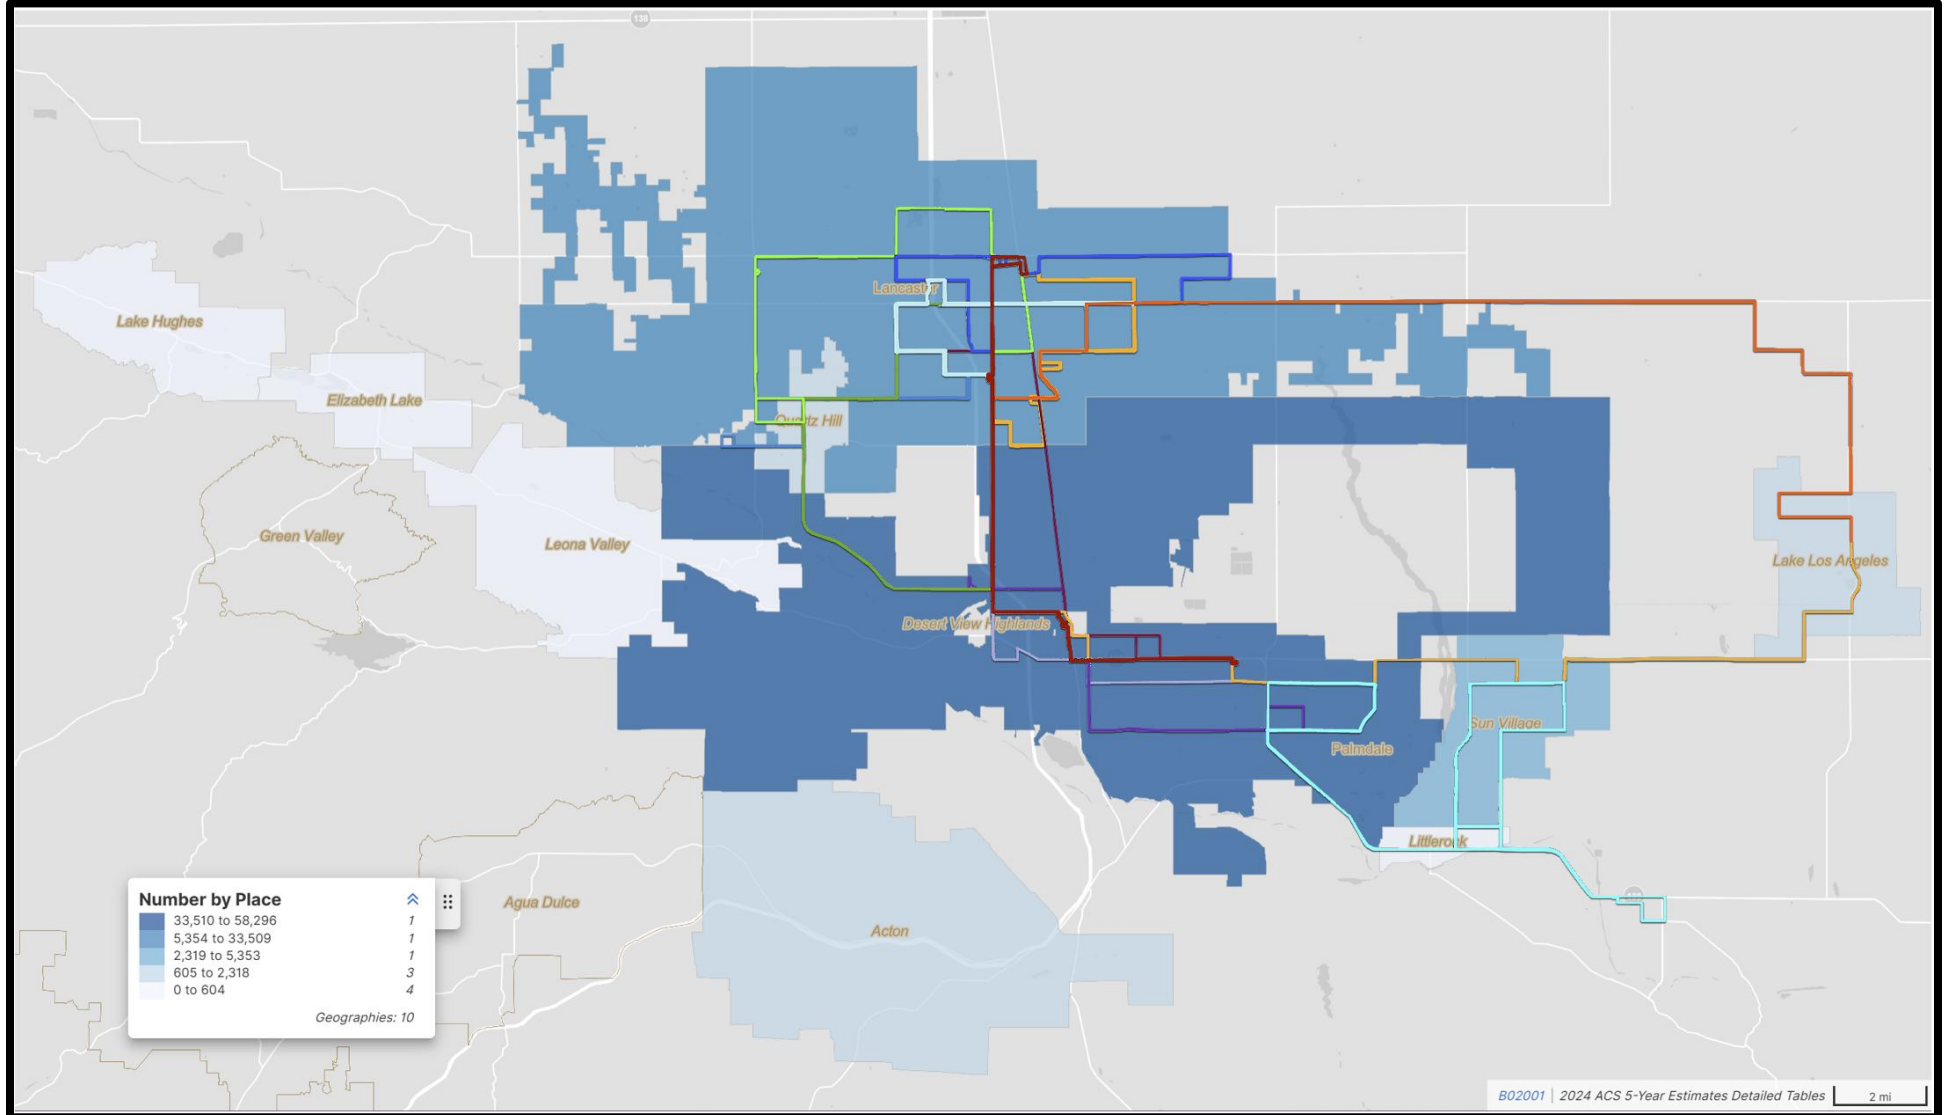 138
Lancaster
Lake Hughes
Elizabeth Lake
Quartz Hill
Green Valley
Leona Valley
Lake Los Angeles
Desert View Highlands
Sun Village
Palmdale
Littlerock
Agua Dulce
Acton
Number by Place
33,510 to 58,296 1
5,354 to 33,509 1
2,319 to 5,353 1
605 to 2,318 3
0 to 604 4
Geographies: 10
B02001 | 2024 ACS 5-Year Estimates Detailed Tables
2 mi